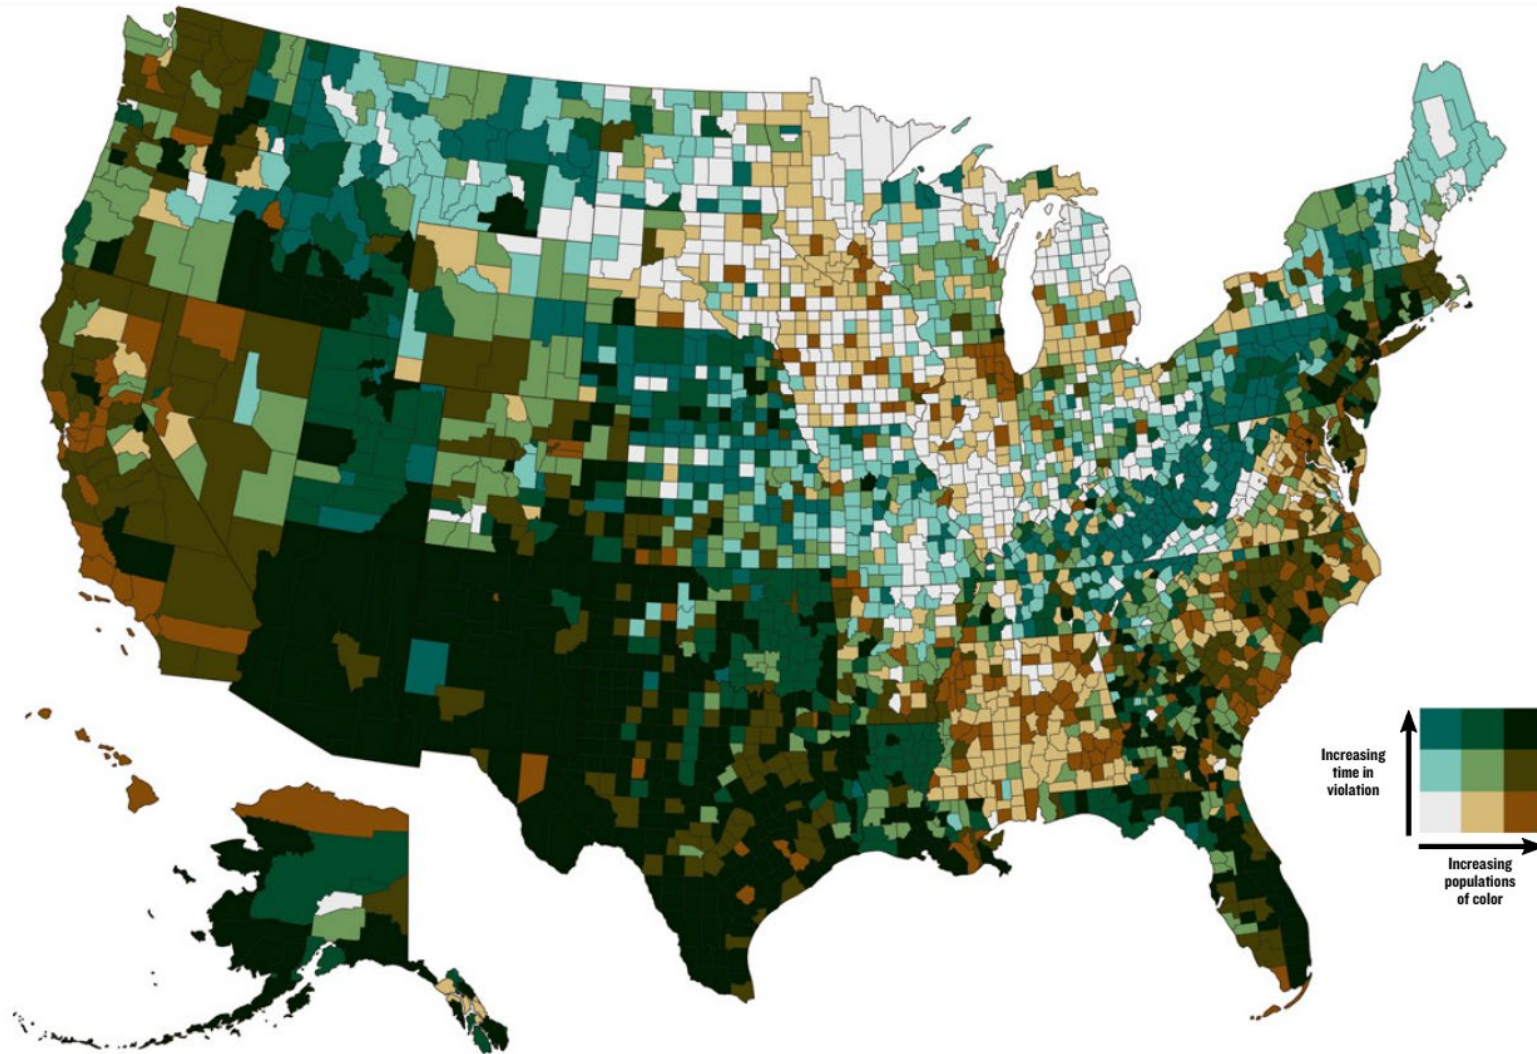 Increasing
time in
violation
Increasing
populations
of color